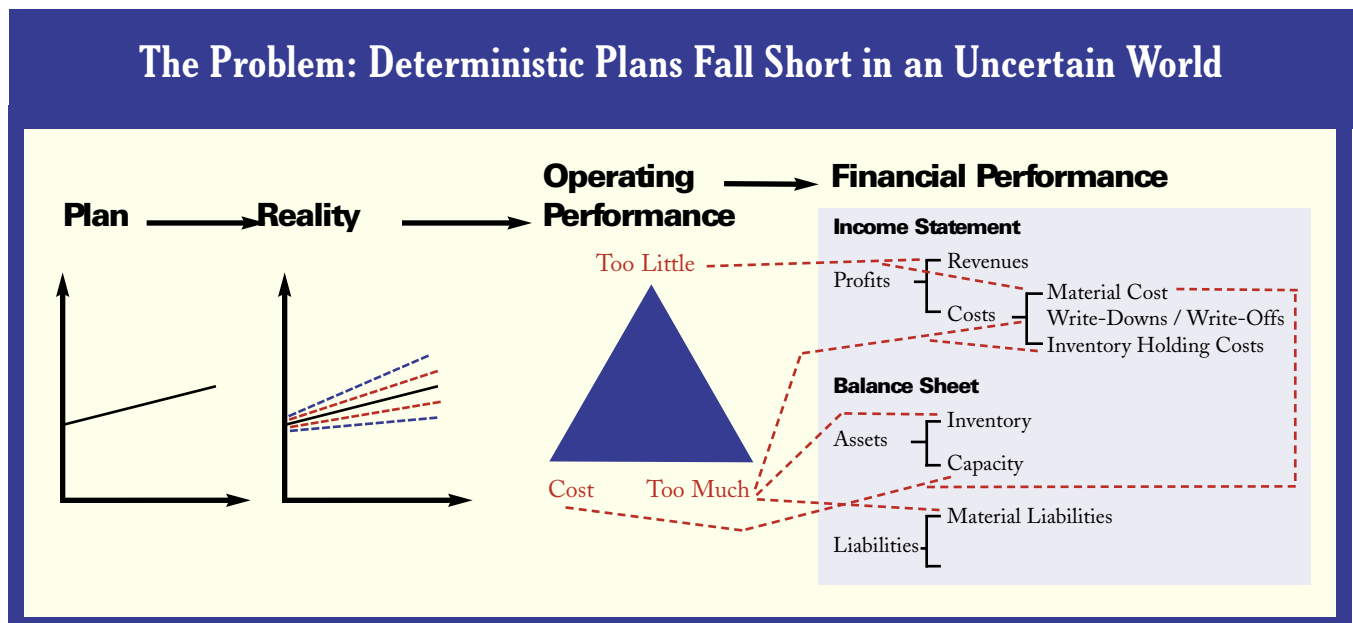 The Problem: Deterministic Plans Fall Short in an Uncertain World
Plan
Reality
Operating
Performance
Financial Performance
Too Little
Cost
Too Much
Income Statement
Profits
Revenues
Costs
Material Cost
Write-Downs / Write-Offs
Inventory Holding Costs
Balance Sheet
Assets
Inventory
Capacity
Liabilities
Material Liabilities